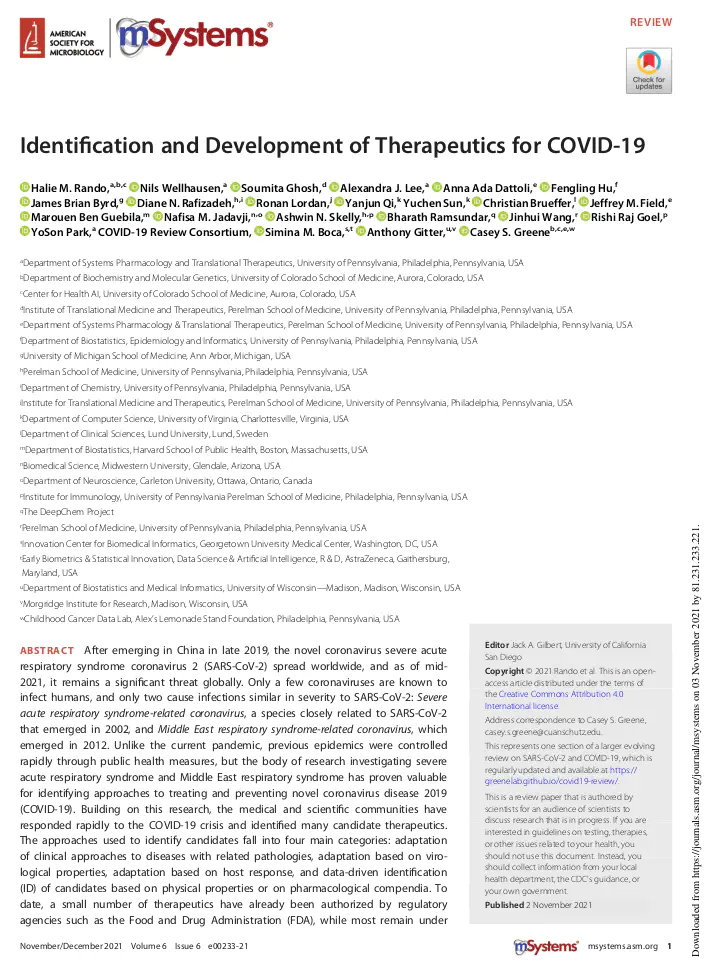 REVIEW
AMERICAN
SOCIETY FOR
MICROBIOLOGY
mSystems®
Check for
updates
Identification and Development of Therapeutics for COVID-19
Halie M. Rando,a,b,c Nils Wellhausen,a Soumita Ghosh,d Alexandra J. Lee,a Anna Ada Dattoli,e Fengling Hu,f
James Brian Byrd,g Diane N. Rafizadeh,h,i Ronan Lordan,j Yanjun Qi,k Yuchen Sun,k Christian Brueffer,l Jeffrey M. Field,e
Marouen Ben Guebila,m Nafisa M. Jadavji,n,o Ashwin N. Skelly,h,p Bharath Ramsundar,q Jinhui Wang,r Rishi Raj Goel,p
YoSon Park,a COVID-19 Review Consortium, Simina M. Boca,s,t Anthony Gitter,u,v Casey S. Greeneb,c,e,w
aDepartment of Systems Pharmacology and Translational Therapeutics, University of Pennsylvania, Philadelphia, Pennsylvania, USA
bDepartment of Biochemistry and Molecular Genetics, University of Colorado School of Medicine, Aurora, Colorado, USA
cCenter for Health AI, University of Colorado School of Medicine, Aurora, Colorado, USA
dInstitute of Translational Medicine and Therapeutics, Perelman School of Medicine, University of Pennsylvania, Philadelphia, Pennsylvania, USA
eDepartment of Systems Pharmacology & Translational Therapeutics, Perelman School of Medicine, University of Pennsylvania, Philadelphia, Pennsylvania, USA
fDepartment of Biostatistics, Epidemiology and Informatics, University of Pennsylvania, Philadelphia, Pennsylvania, USA
gUniversity of Michigan School of Medicine, Ann Arbor, Michigan, USA
hPerelman School of Medicine, University of Pennsylvania, Philadelphia, Pennsylvania, USA
iDepartment of Chemistry, University of Pennsylvania, Philadelphia, Pennsylvania, USA
jInstitute for Translational Medicine and Therapeutics, Perelman School of Medicine, University of Pennsylvania, Philadelphia, Pennsylvania, USA
kDepartment of Computer Science, University of Virginia, Charlottesville, Virginia, USA
lDepartment of Clinical Sciences, Lund University, Lund, Sweden
mDepartment of Biostatistics, Harvard School of Public Health, Boston, Massachusetts, USA
nBiomedical Science, Midwestern University, Glendale, Arizona, USA
oDepartment of Neuroscience, Carleton University, Ottawa, Ontario, Canada
pInstitute for Immunology, University of Pennsylvania Perelman School of Medicine, Philadelphia, Pennsylvania, USA
qThe DeepChem Project
rPerelman School of Medicine, University of Pennsylvania, Philadelphia, Pennsylvania, USA
sInnovation Center for Biomedical Informatics, Georgetown University Medical Center, Washington, DC, USA
tEarly Biometrics & Statistical Innovation, Data Science & Artificial Intelligence, R & D, AstraZeneca, Gaithersburg,
Maryland, USA
uDepartment of Biostatistics and Medical Informatics, University of Wisconsin—Madison, Madison, Wisconsin, USA
vMorgridge Institute for Research, Madison, Wisconsin, USA
wChildhood Cancer Data Lab, Alex's Lemonade Stand Foundation, Philadelphia, Pennsylvania, USA
ABSTRACT After emerging in China in late 2019, the novel coronavirus severe acute
respiratory syndrome coronavirus 2 (SARS-CoV-2) spread worldwide, and as of mid-
2021, it remains a significant threat globally. Only a few coronaviruses are known to
infect humans, and only two cause infections similar in severity to SARS-CoV-2: Severe
acute respiratory syndrome-related coronavirus, a species closely related to SARS-CoV-2
that emerged in 2002, and Middle East respiratory syndrome-related coronavirus, which
emerged in 2012. Unlike the current pandemic, previous epidemics were controlled
rapidly through public health measures, but the body of research investigating severe
acute respiratory syndrome and Middle East respiratory syndrome has proven valuable
for identifying approaches to treating and preventing novel coronavirus disease 2019
(COVID-19). Building on this research, the medical and scientific communities have
responded rapidly to the COVID-19 crisis and identified many candidate therapeutics.
The approaches used to identify candidates fall into four main categories: adaptation
of clinical approaches to diseases with related pathologies, adaptation based on viro-
logical properties, adaptation based on host response, and data-driven identification
(ID) of candidates based on physical properties or on pharmacological compendia. To
date, a small number of therapeutics have already been authorized by regulatory
agencies such as the Food and Drug Administration (FDA), while most remain under
Editor Jack A. Gilbert, University of California
San Diego
Copyright © 2021 Rando et al. This is an open-
access article distributed under the terms of
the Creative Commons Attribution 4.0
International license.
Address correspondence to Casey S. Greene,
casey.s.greene@cuanschutz.edu.
This represents one section of a larger evolving
review on SARS-CoV-2 and COVID-19, which is
regularly updated and available at https://
greenelab.github.io/covid19-review/.
This is a review paper that is authored by
scientists for an audience of scientists to
discuss research that is in progress. If you are
interested in guidelines on testing, therapies,
or other issues related to your health, you
should not use this document. Instead, you
should collect information from your local
health department, the CDC's guidance, or
your own government.
Published 2 November 2021
November/December 2021 Volume 6 Issue 6 e00233-21
mSystems® msystems.asm.org 1
Downloaded from https://journals.asm.org/journal/msystems on 03 November 2021 by 81.231.233.221.